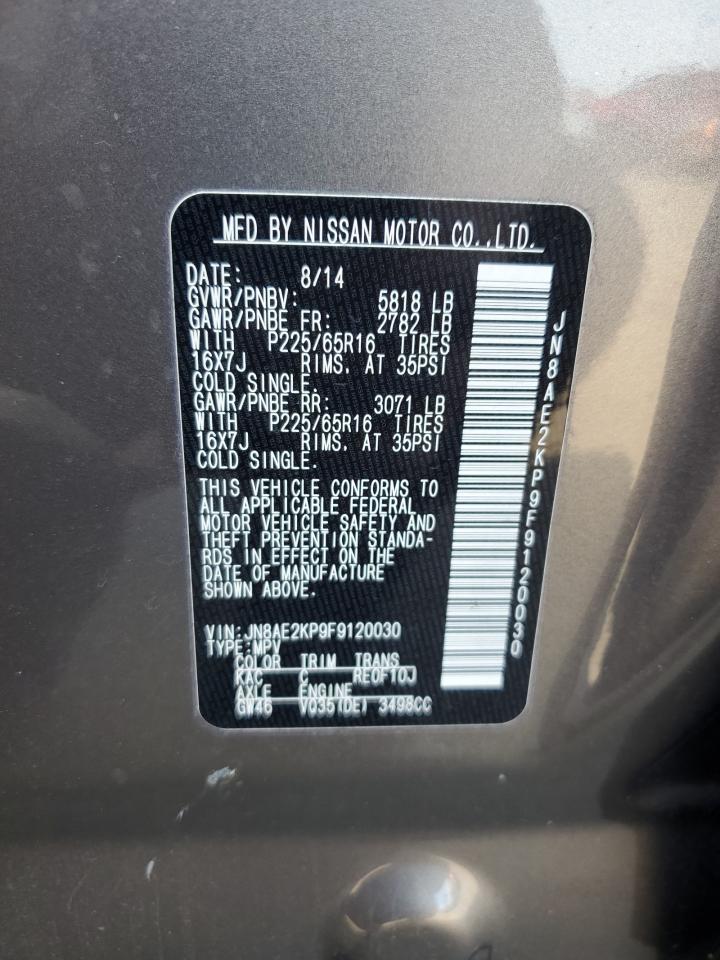 MFD BY NISSAN MOTOR CO.,LTD.
DATE: 8/14
GVWR/PNBV: 5818 LB
GAWR/PNBE FR: 2782 LB
WITH P225/65R16 TIRES
16X7J RIMS. AT 35PSI
COLD SINGLE.
GAWR/PNBE RR: 3071 LB
WITH P225/65R16 TIRES
16X7J RIMS. AT 35PSI
COLD SINGLE.
THIS VEHICLE CONFORMS TO
ALL APPLICABLE FEDERAL
MOTOR VEHICLE SAFETY AND
THEFT PREVENTION STANDA-
RDS IN EFFECT ON THE
DATE OF MANUFACTURE
SHOWN ABOVE.
VIN:JN8AE2KP9F9120030
TYPE:MPV
COLOR TRIM TRANS
KAC C RE0F10J
AXLE ENGINE
GW46 VQ35(DE) 3498CC
JN8AE2KP9F9120030